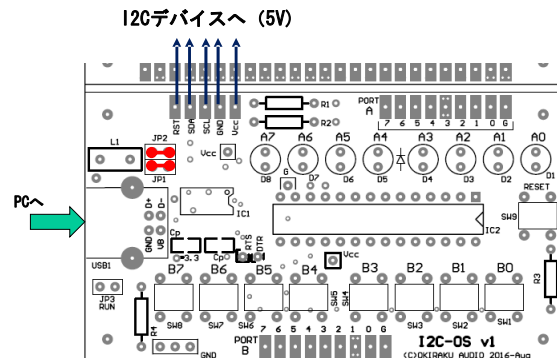 I2Cデバイスへ (5V)
RST
SDA
SCL
GND
Vcc
R1
R2
PORT
A
7 6 5 4 3 2 1 0 G
L1
JP2
JP1
Vcc
A7 A6 A5 A4 A3 A2 A1 A0
D8 D7 D6 D5 D4 D3 D2 D1
G
PCへ
D+
D-
GND
VB
IC1
IC2
RESET
SW9
Cp
3.3
Cp
RTS
DTR
Vcc
USB1
JP3
RUN
B7 B6 B5 B4 B3 B2 B1 B0
R4
R3
SW8 SW7 SW6 SW5 SW4 SW3 SW2 SW1
GND
PORT
B
7 6 5 4 3 2 1 0 G
I2C-OS v1
(C)OKIRAKU AUDIO 2016-Aug